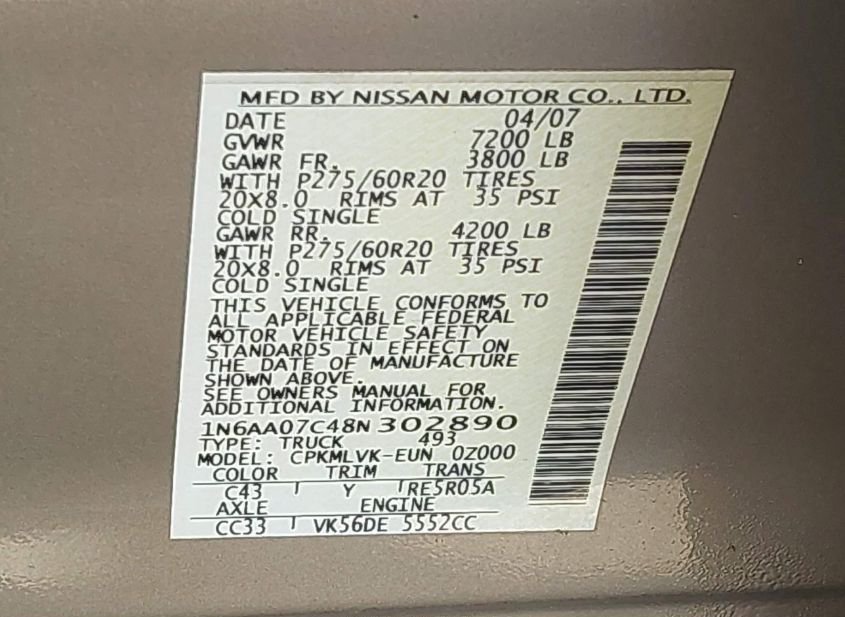 MFD BY NISSAN MOTOR CO., LTD.
DATE 04/07
GVWR 7200 LB
GAWR FR. 3800 LB
WITH P275/60R20 TIRES
20X8.0 RIMS AT 35 PSI
COLD SINGLE
GAWR RR. 4200 LB
WITH P275/60R20 TIRES
20X8.0 RIMS AT 35 PSI
COLD SINGLE
THIS VEHICLE CONFORMS TO
ALL APPLICABLE FEDERAL
MOTOR VEHICLE SAFETY
STANDARDS IN EFFECT ON
THE DATE OF MANUFACTURE
SHOWN ABOVE.
SEE OWNERS MANUAL FOR
ADDITIONAL INFORMATION.
1N6AA07C48N302890
TYPE: TRUCK 493
MODEL: CPKMLVK-EUN 0Z000
COLOR TRIM TRANS
C43 Y RE5R05A
AXLE ENGINE
CC33 VK56DE 5552CC